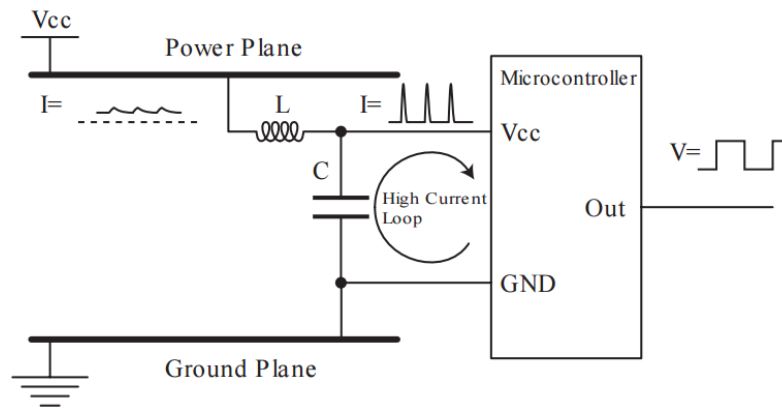 Vcc
Power Plane
Microcontroller
I=
L
I=
Vcc
V=
C
High Current
Loop
Out
GND
Ground Plane